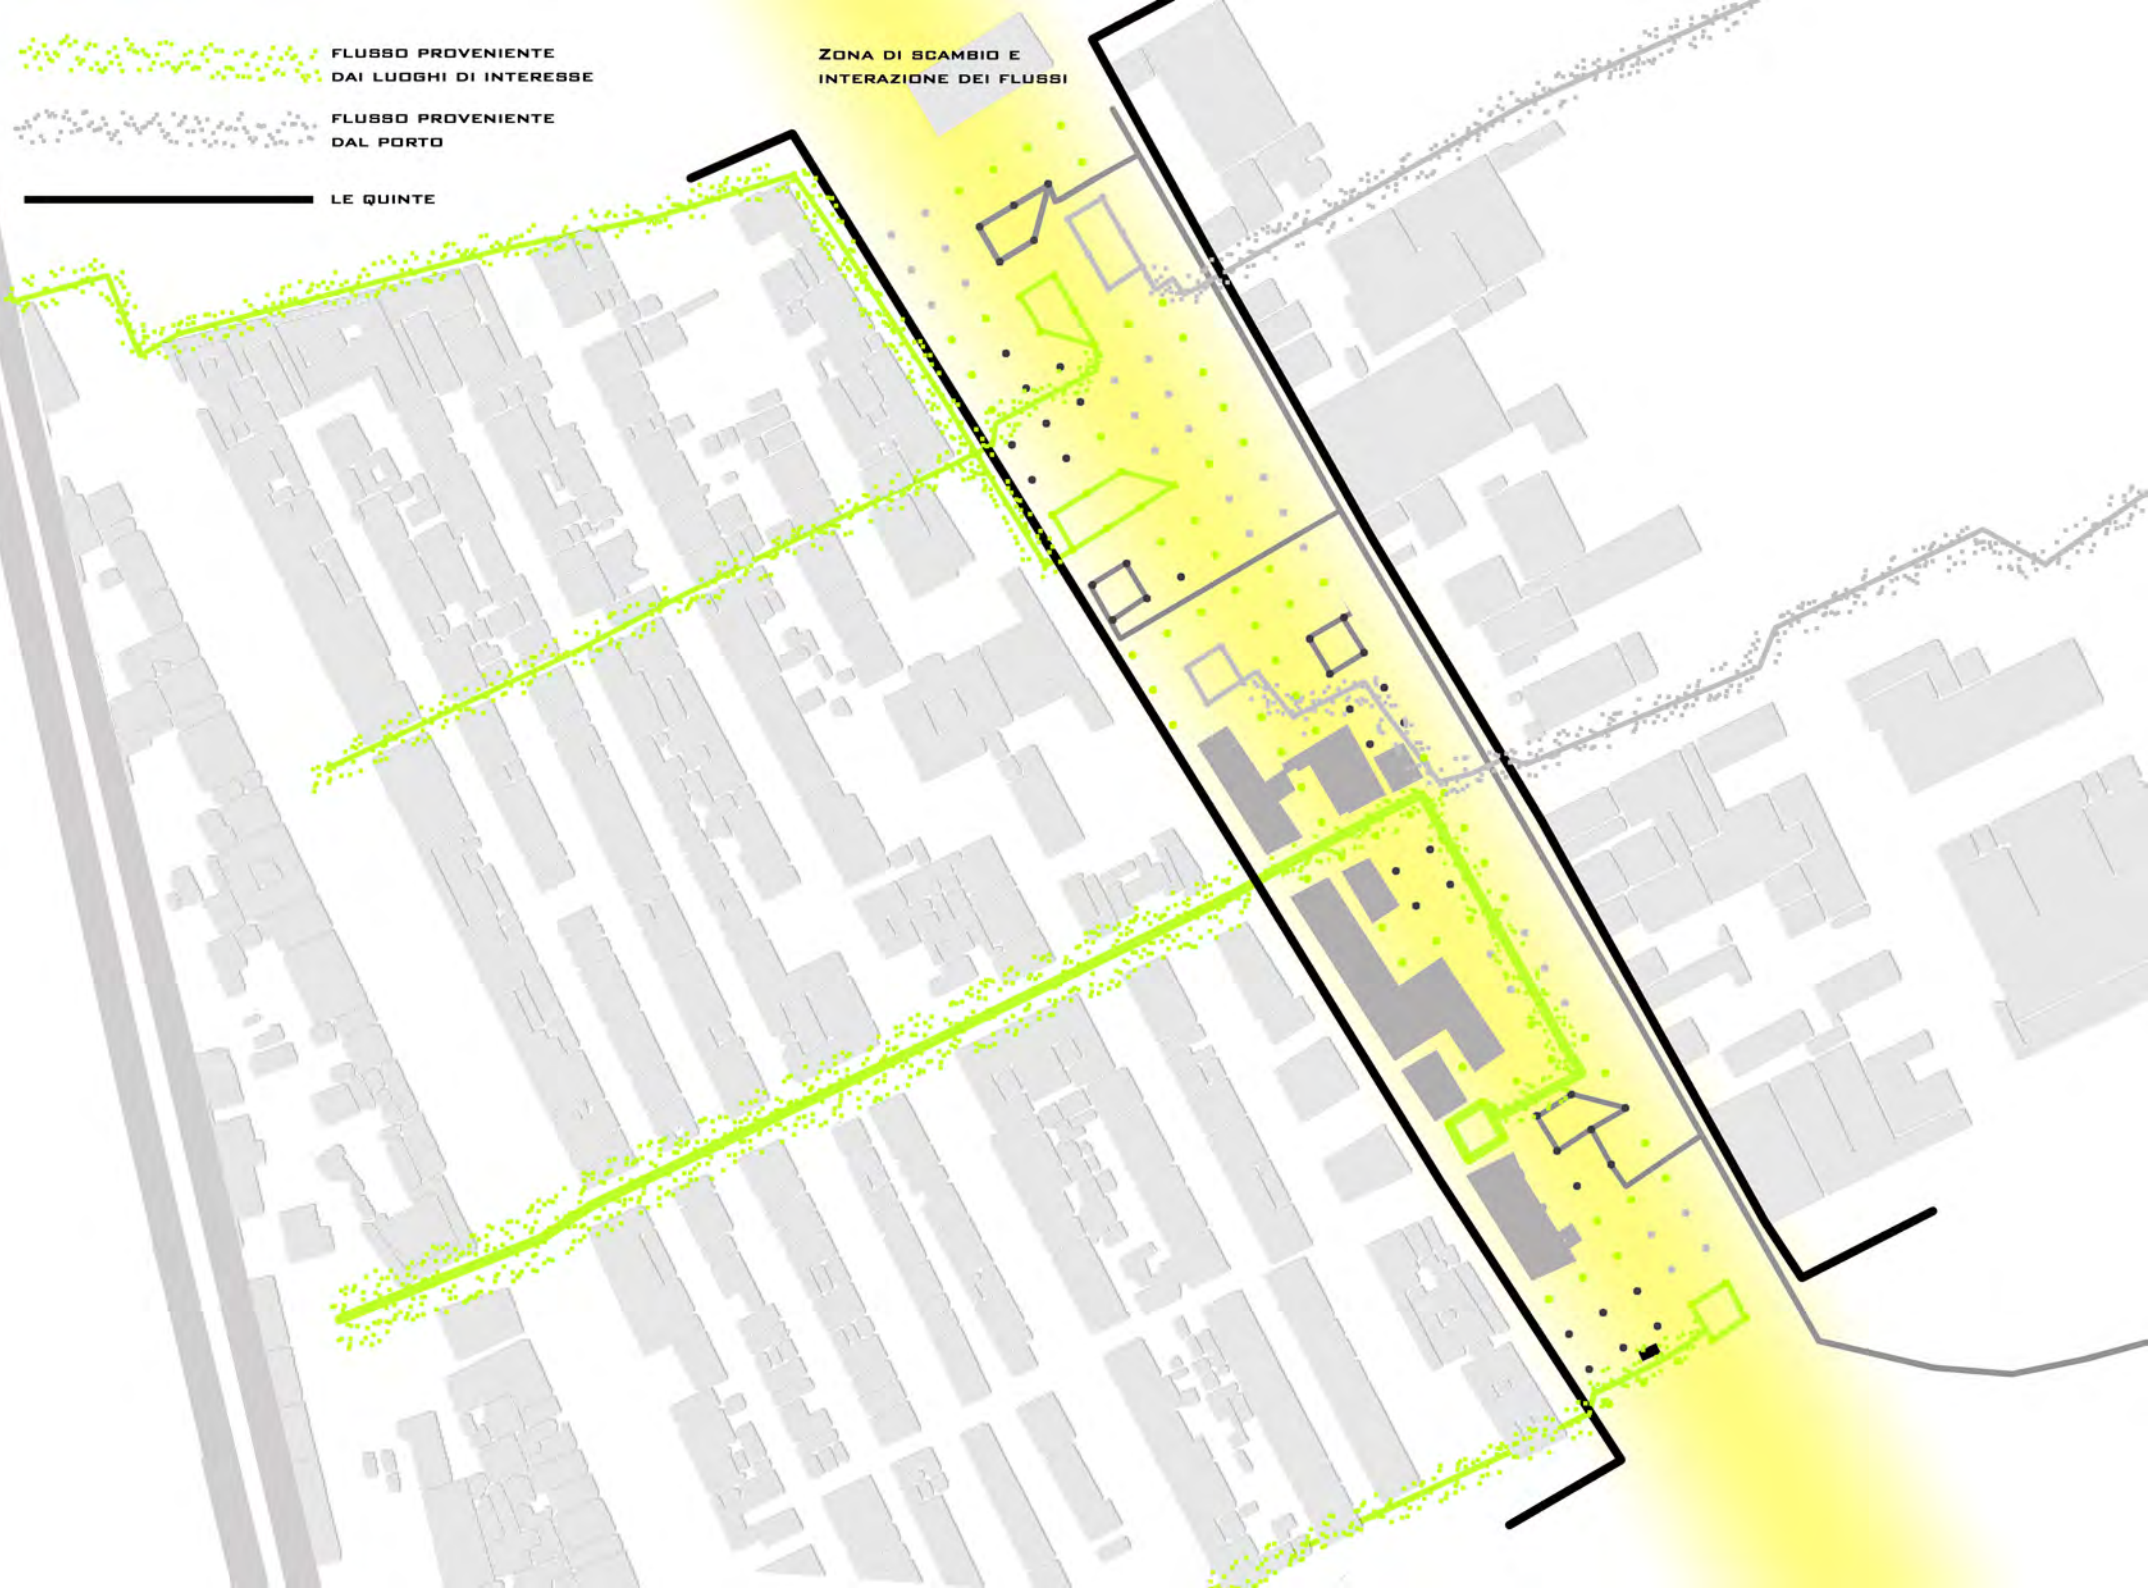 FLUSSO PROVENIENTE
DAI LUOGHI DI INTERESSE
FLUSSO PROVENIENTE
DAL PORTO
LE QUINTE
ZONA DI SCAMBIO E
INTERAZIONE DEI FLUSSI